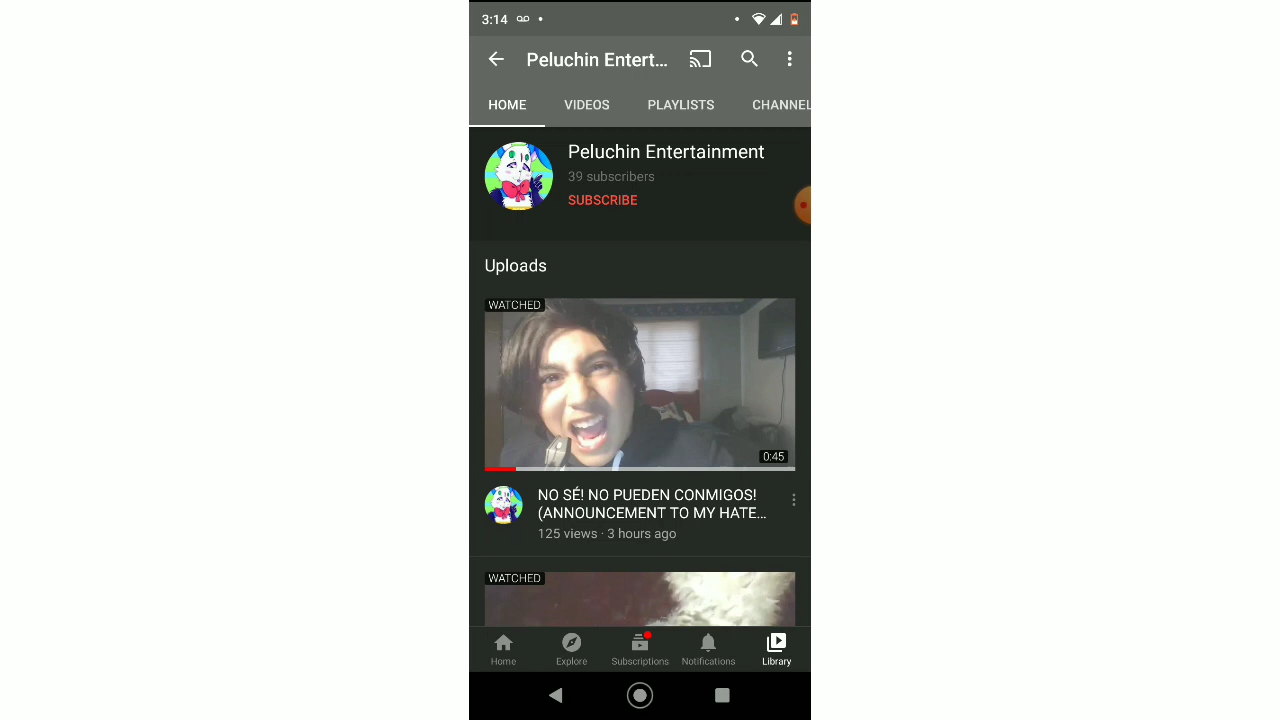 3:14
Peluchin Entert...
HOME VIDEOS PLAYLISTS CHANNEL
Peluchin Entertainment
39 subscribers
SUBSCRIBE
Uploads
WATCHED
0:45
NO SÉ! NO PUEDEN CONMIGOS!
(ANNOUNCEMENT TO MY HATE...
125 views · 3 hours ago
WATCHED
Home Explore Subscriptions Notifications Library